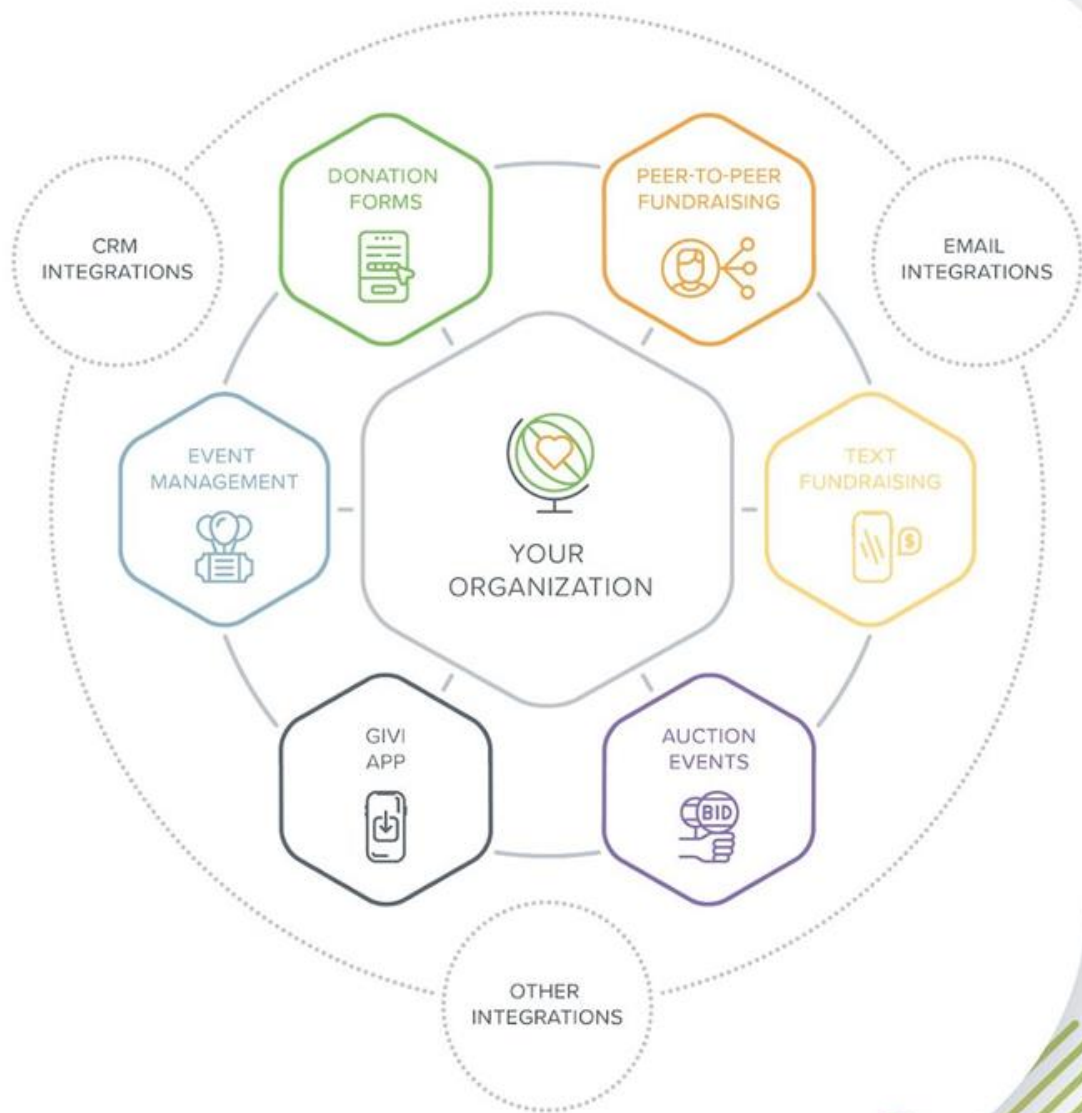 DONATION
FORMS
PEER-TO-PEER
FUNDRAISING
CRM
INTEGRATIONS
EMAIL
INTEGRATIONS
EVENT
MANAGEMENT
YOUR
ORGANIZATION
TEXT
FUNDRAISING
$
GIVI
APP
AUCTION
EVENTS
BID
OTHER
INTEGRATIONS